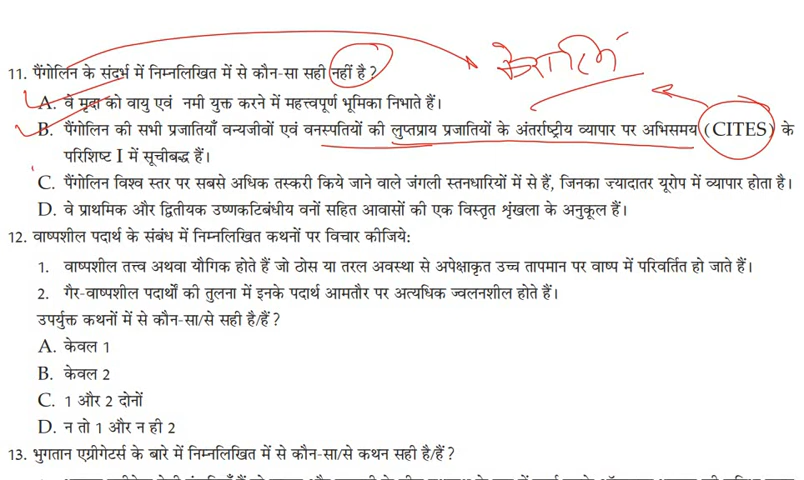 केराटिन
11. पैंगोलिन के संदर्भ में निम्नलिखित में से कौन-सा सही नहीं है?
A. वे मृदा को वायु एवं नमी युक्त करने में महत्त्वपूर्ण भूमिका निभाते हैं।
B. पैंगोलिन की सभी प्रजातियाँ वन्यजीवों एवं वनस्पतियों की लुप्तप्राय प्रजातियों के अंतर्राष्ट्रीय व्यापार पर अभिसमय (CITES) के
परिशिष्ट I में सूचीबद्ध हैं।
C. पैंगोलिन विश्व स्तर पर सबसे अधिक तस्करी किये जाने वाले जंगली स्तनधारियों में से हैं, जिनका ज़्यादातर यूरोप में व्यापार होता है।
D. वे प्राथमिक और द्वितीयक उष्णकटिबंधीय वनों सहित आवासों की एक विस्तृत शृंखला के अनुकूल हैं।
12. वाष्पशील पदार्थ के संबंध में निम्नलिखित कथनों पर विचार कीजिये:
1. वाष्पशील तत्त्व अथवा यौगिक होते हैं जो ठोस या तरल अवस्था से अपेक्षाकृत उच्च तापमान पर वाष्प में परिवर्तित हो जाते हैं।
2. गैर-वाष्पशील पदार्थों की तुलना में इनके पदार्थ आमतौर पर अत्यधिक ज्वलनशील होते हैं।
उपर्युक्त कथनों में से कौन-सा/से सही है/हैं?
A. केवल 1
B. केवल 2
C. 1 और 2 दोनों
D. न तो 1 और न ही 2
13. भुगतान एग्रीगेटर्स के बारे में निम्नलिखित में से कौन-सा/से कथन सही है/हैं?